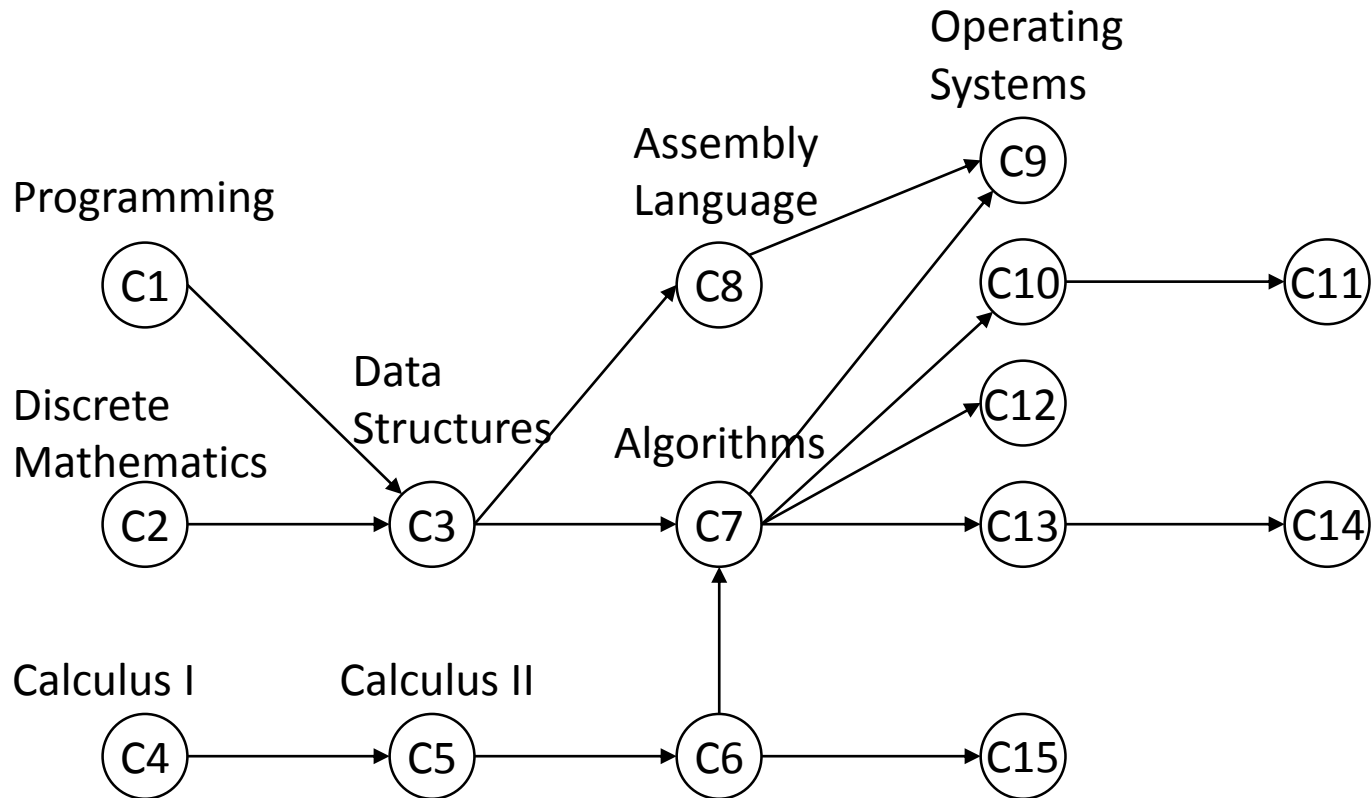 Operating
Systems
C9
Assembly
Language
Programming
C1
C8
C10
C11
Data
Structures
Discrete
Mathematics
C12
Algorithms
C2
C3
C7
C13
C14
Calculus I
Calculus II
C4
C5
C6
C15